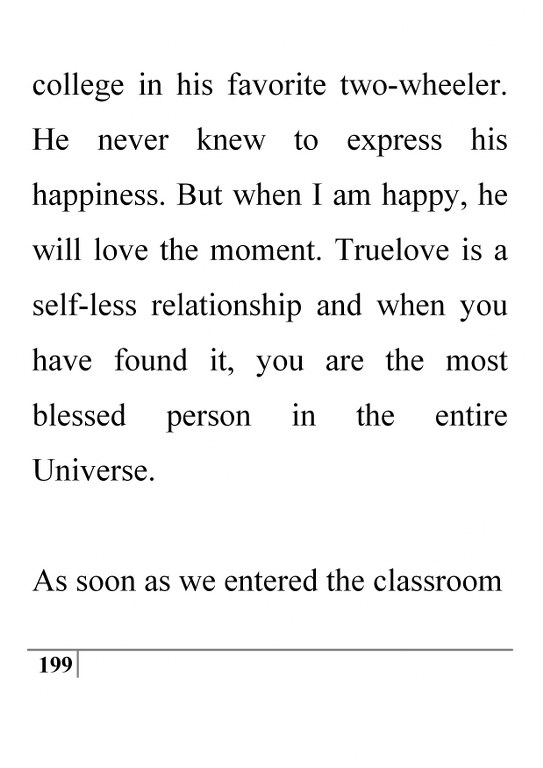 college in his favorite two-wheeler.
He never knew to express his
happiness. But when I am happy, he
will love the moment. Truelove is a
self-less relationship and when you
have found it, you are the most
blessed person in the entire
Universe.
As soon as we entered the classroom
199